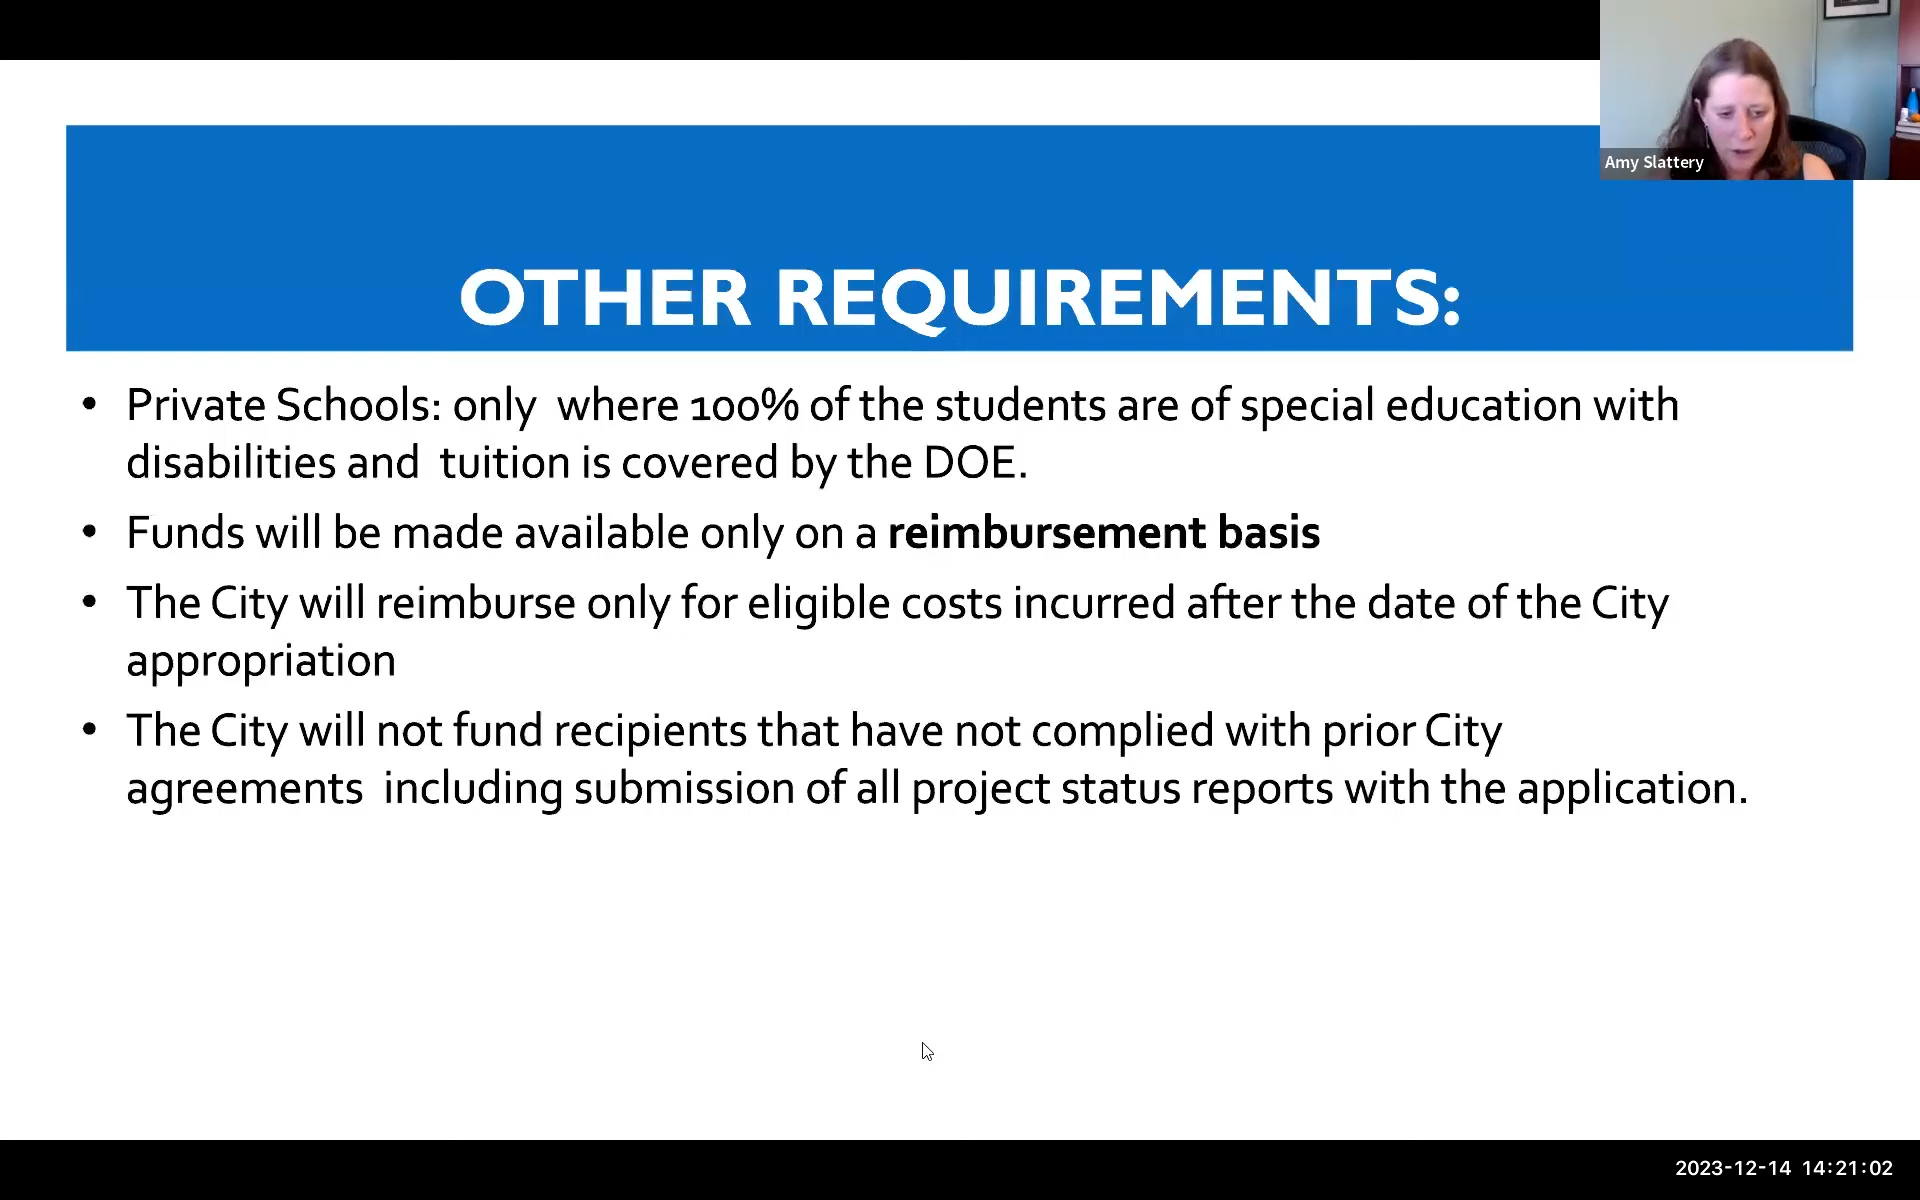 Amy Slattery
OTHER REQUIREMENTS:
• Private Schools: only  where 100% of the students are of special education with
disabilities and  tuition is covered by the DOE.
• Funds will be made available only on a reimbursement basis
• The City will reimburse only for eligible costs incurred after the date of the City
appropriation
• The City will not fund recipients that have not complied with prior City
agreements  including submission of all project status reports with the application.
2023-12-14 14:21:02